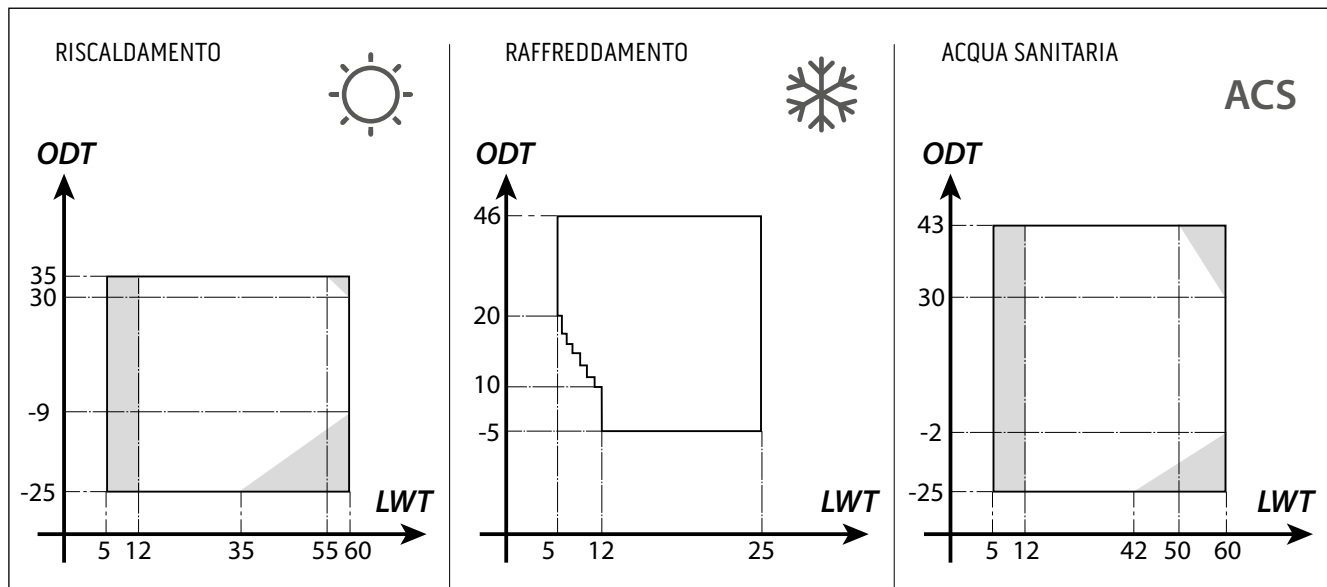 RISCALDAMENTO
ODT
35
30
-9
-25
LWT
5 12 35 55 60
RAFFREDDAMENTO
ODT
46
20
10
-5
LWT
5 12 25
ACQUA SANITARIA
ACS
ODT
43
30
-2
-25
LWT
5 12 42 50 60